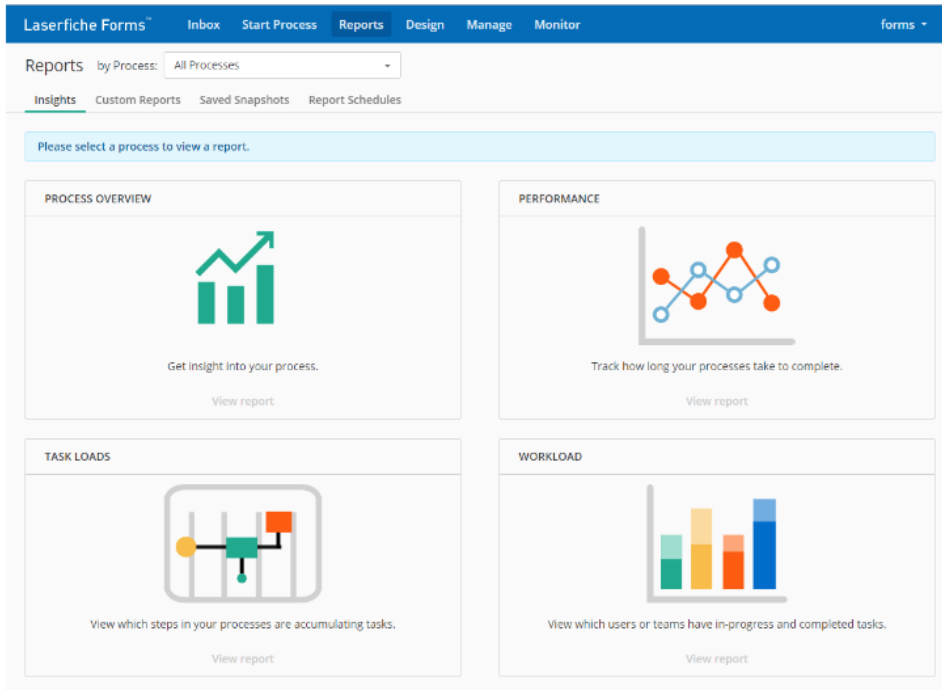 Laserfiche Forms™ Inbox Start Process Reports Design Manage Monitor forms
Reports by Process: All Processes
Insights Custom Reports Saved Snapshots Report Schedules
Please select a process to view a report.
PROCESS OVERVIEW
Get insight into your process.
View report
PERFORMANCE
Track how long your processes take to complete.
View report
TASK LOADS
View which steps in your processes are accumulating tasks.
View report
WORKLOAD
View which users or teams have in-progress and completed tasks.
View report